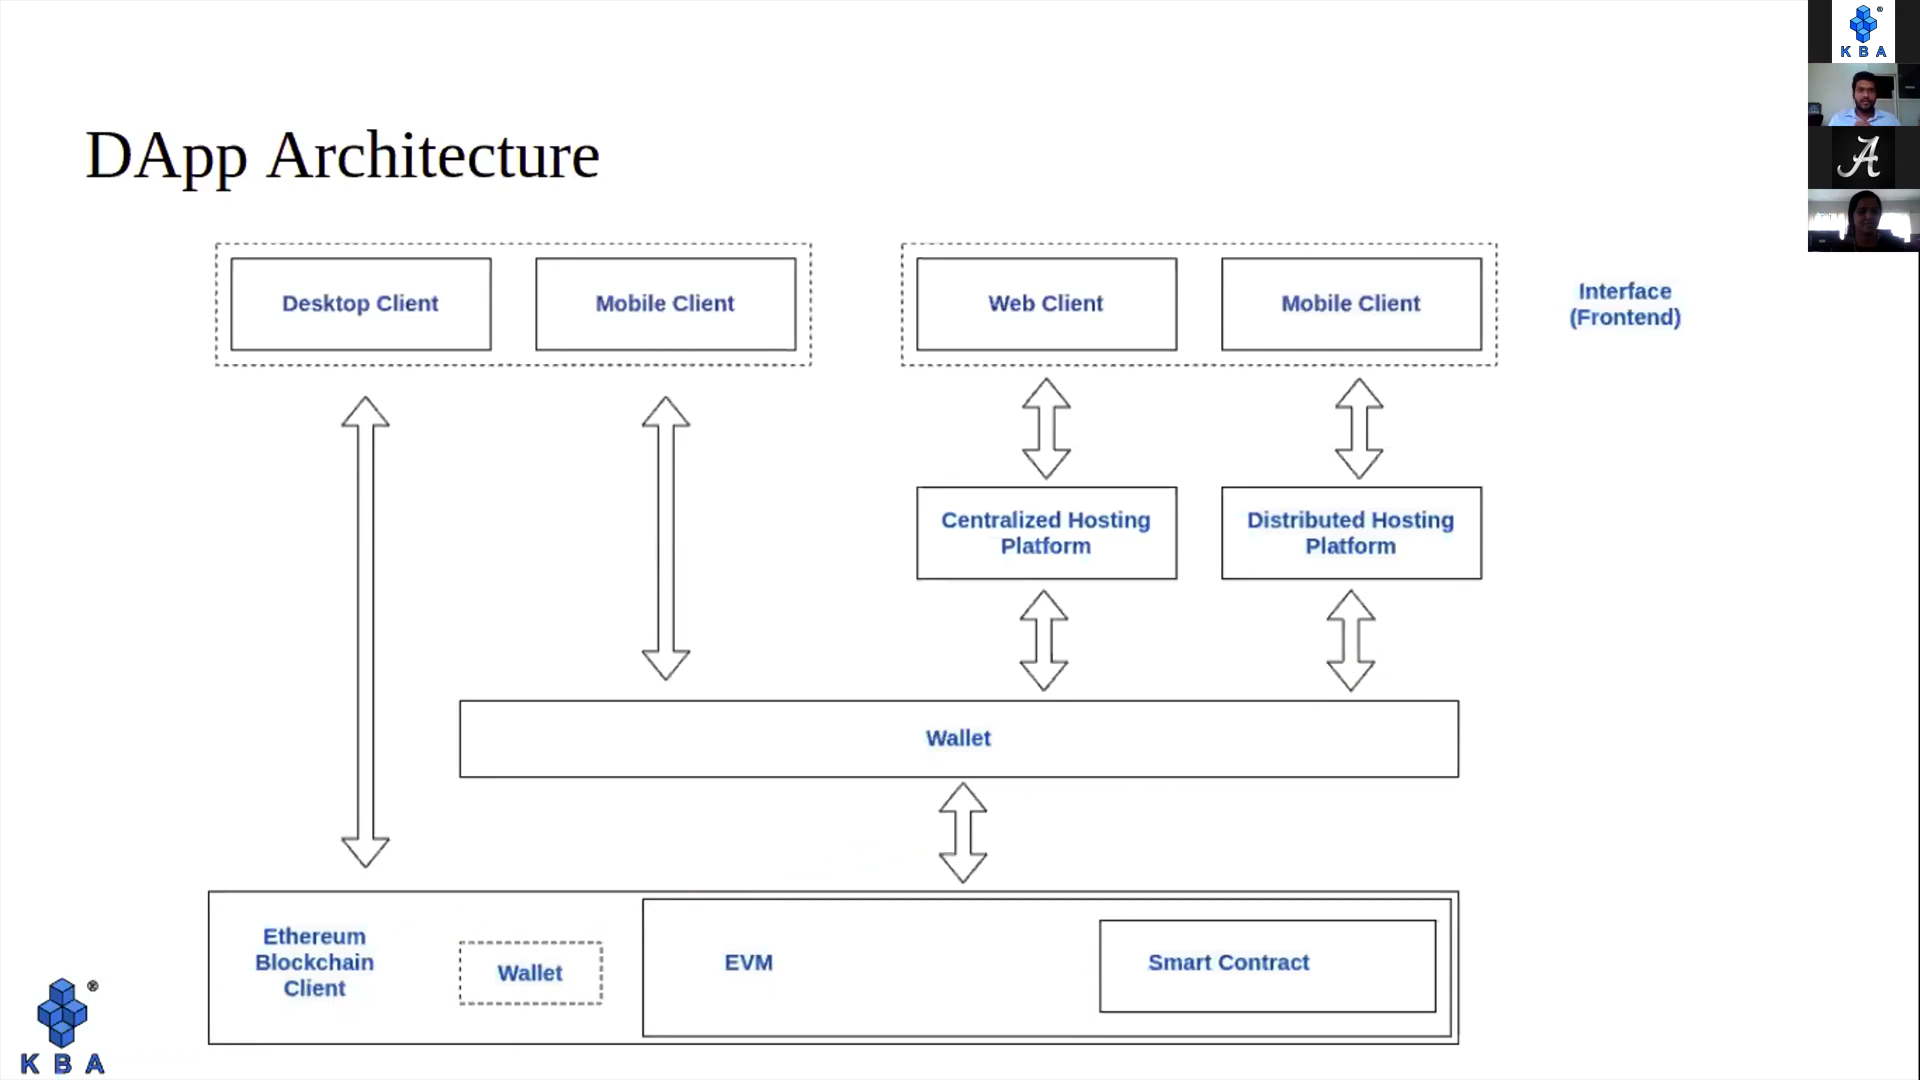 DApp Architecture
Desktop Client
Mobile Client
Web Client
Mobile Client
Interface
(Frontend)
Centralized Hosting
Platform
Distributed Hosting
Platform
Wallet
Ethereum
Blockchain
Client
Wallet
EVM
Smart Contract
®
KBA
®
KBA
A